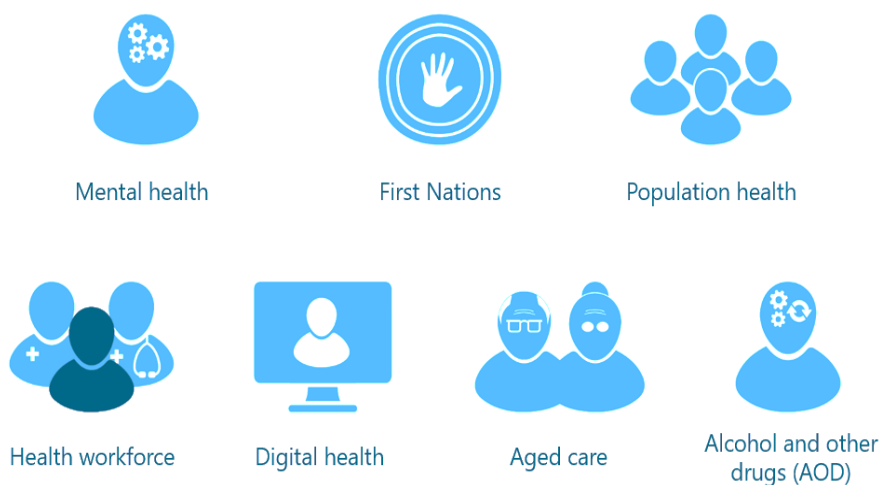 Mental health
First Nations
Population health
Health workforce
Digital health
Aged care
Alcohol and other
drugs (AOD)